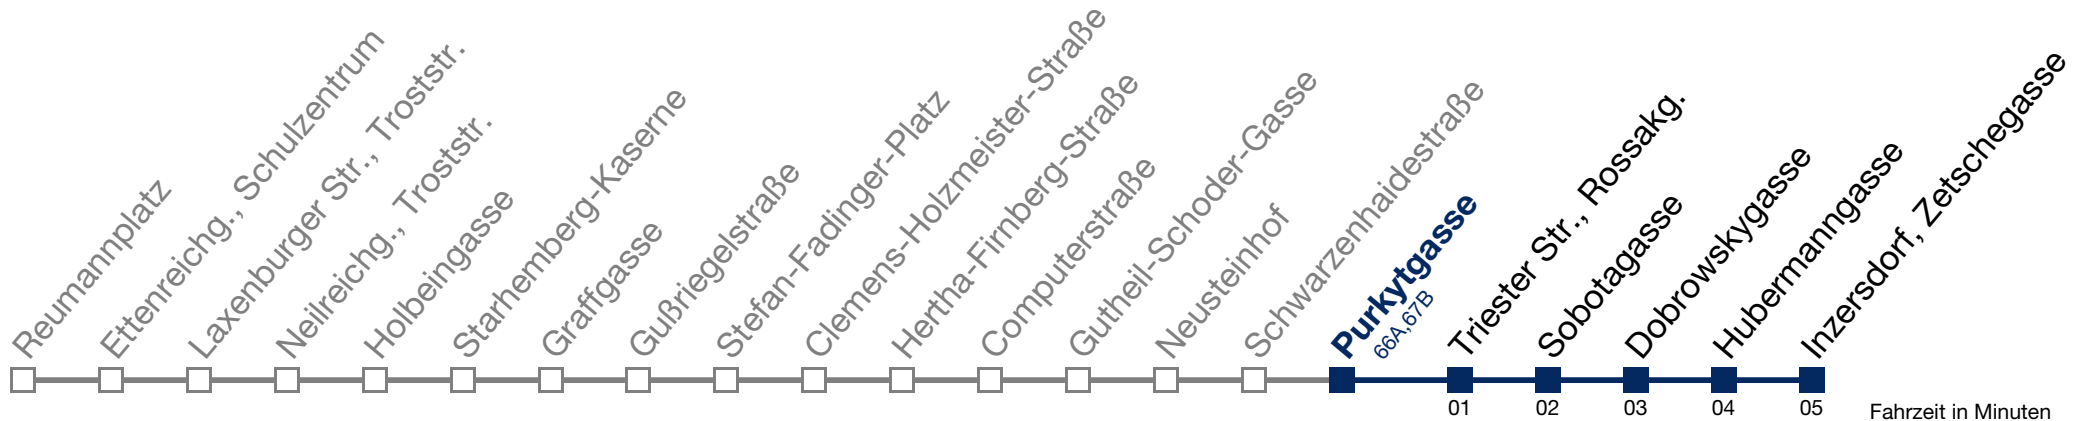 Reumannplatz
Ettenreichg., Schulzentrum
Laxenburger Str., Troststr.
Neilreichg., Troststr.
Holbeingasse
Starhemberg-Kaserne
Graffgasse
Gußriegelstraße
Stefan-Fadinger-Platz
Clemens-Holzmeister-Straße
Hertha-Firnberg-Straße
Computerstraße
Gutheil-Schoder-Gasse
Neusteinhof
Schwarzenhaidestraße
Purkytgasse
66A,67B
Triester Str., Rossakg.
Sobotagasse
Dobrowskygasse
Hubermanngasse
Inzersdorf, Zetschegasse
01 02 03 04 05
Fahrzeit in Minuten